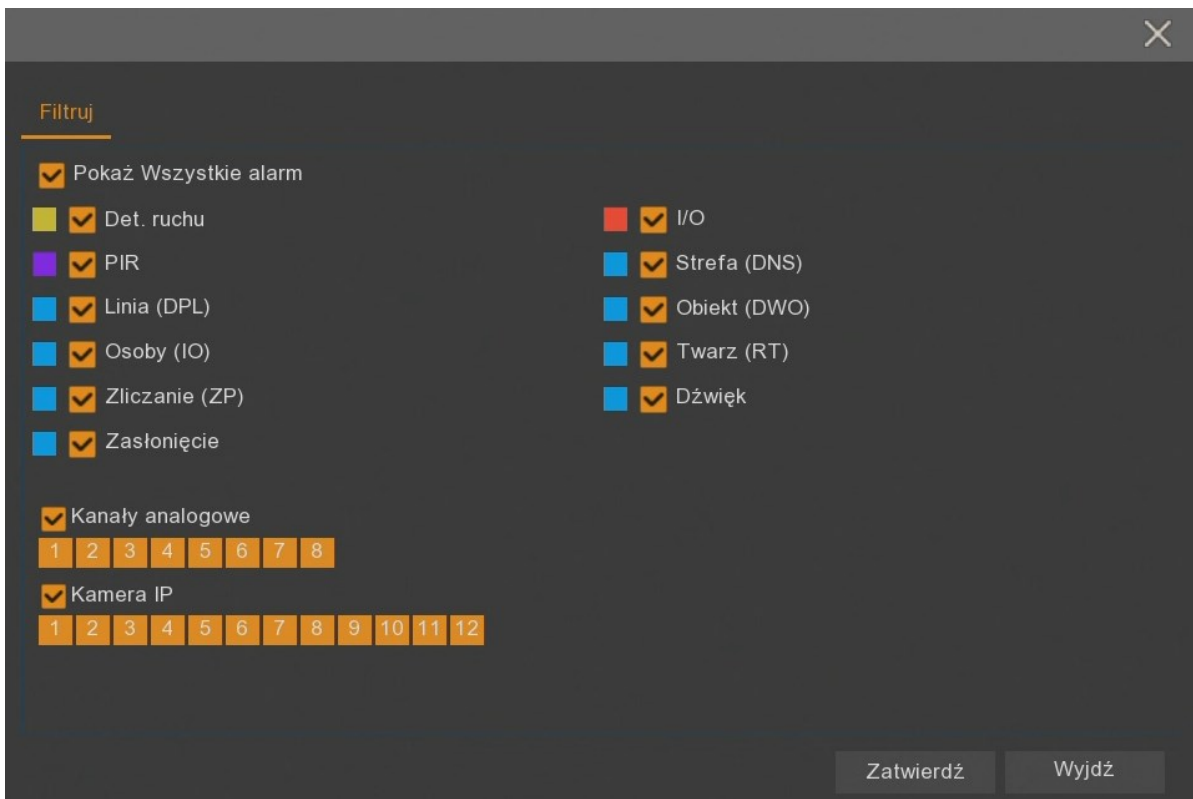 Filtruj
Pokaż Wszystkie alarm
Det. ruchu
I/O
PIR
Strefa (DNS)
Linia (DPL)
Obiekt (DWO)
Osoby (IO)
Twarz (RT)
Zliczanie (ZP)
Dźwięk
Zasłonięcie
Kanały analogowe
1 2 3 4 5 6 7 8
Kamera IP
1 2 3 4 5 6 7 8 9 10 11 12
Zatwierdź
Wyjdź